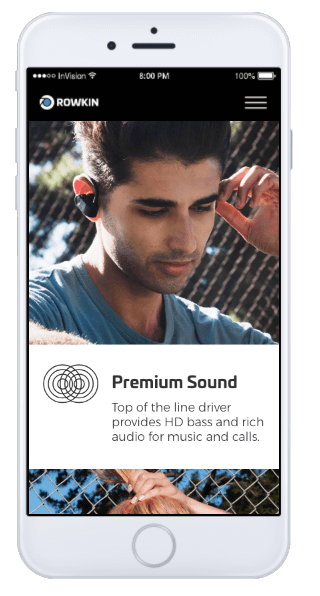 InVision
8:00 PM
100%
ROWKIN
Premium Sound
Top of the line driver
provides HD bass and rich
audio for music and calls.